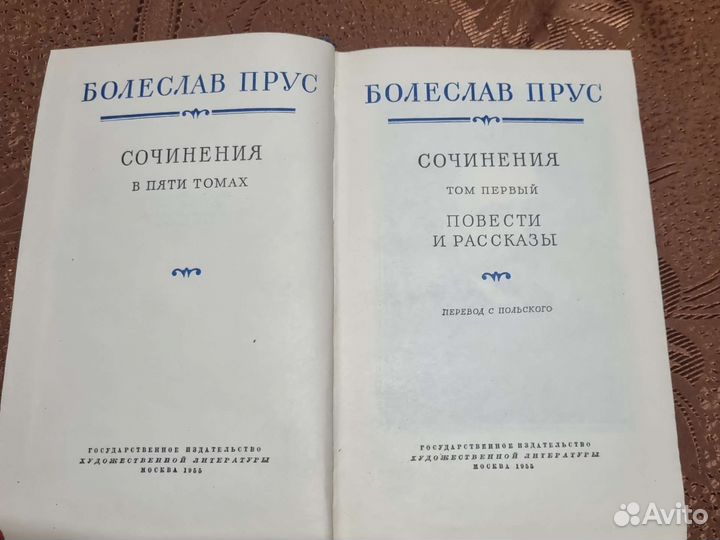 БОЛЕСЛАВ ПРУС
СОЧИНЕНИЯ
В ПЯТИ ТОМАХ
ГОСУДАРСТВЕННОЕ ИЗДАТЕЛЬСТВО
ХУДОЖЕСТВЕННОЙ ЛИТЕРАТУРЫ
МОСКВА 1955
БОЛЕСЛАВ ПРУС
СОЧИНЕНИЯ
ТОМ ПЕРВЫЙ
ПОВЕСТИ
И РАССКАЗЫ
ПЕРЕВОД С ПОЛЬСКОГО
ГОСУДАРСТВЕННОЕ ИЗДАТЕЛЬСТВО
ХУДОЖЕСТВЕННОЙ ЛИТЕРАТУРЫ
МОСКВА 1955
Avito